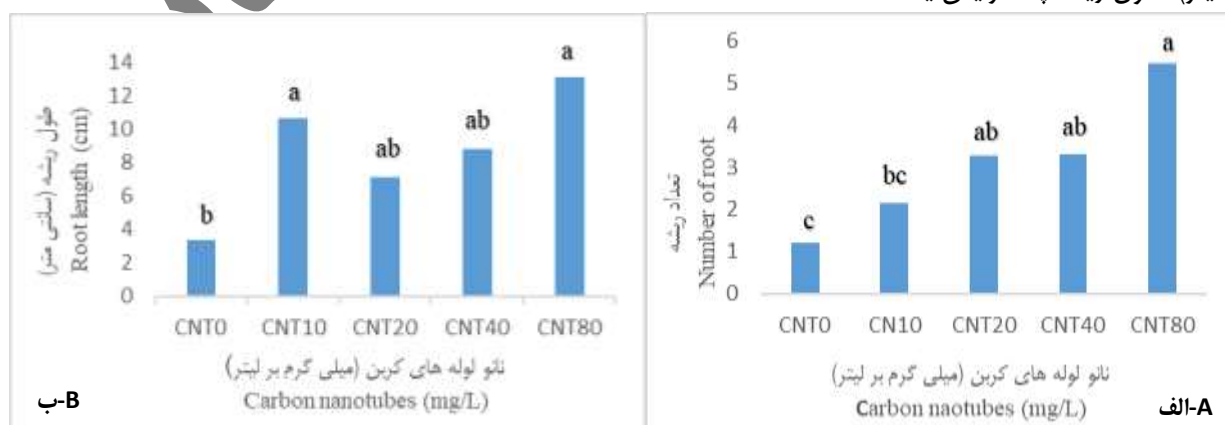 14
12
10
8
6
4
2
0
طول ریشه (سانتی متر)
Root length (cm)
b
a
ab
ab
a
CNT0 CNT10 CNT20 CNT40 CNT80
نانو لوله های کربن (میلی گرم بر لیتر)
Carbon nanotubes (mg/L)
B-ب
6
5
4
3
2
1
0
تعداد ریشه
Number of root
c
bc
ab
ab
a
CNT0 CN10 CNT20 CNT40 CNT80
نانو لوله های کربن (میلی گرم بر لیتر)
Carbon naotubes (mg/L)
A-الف